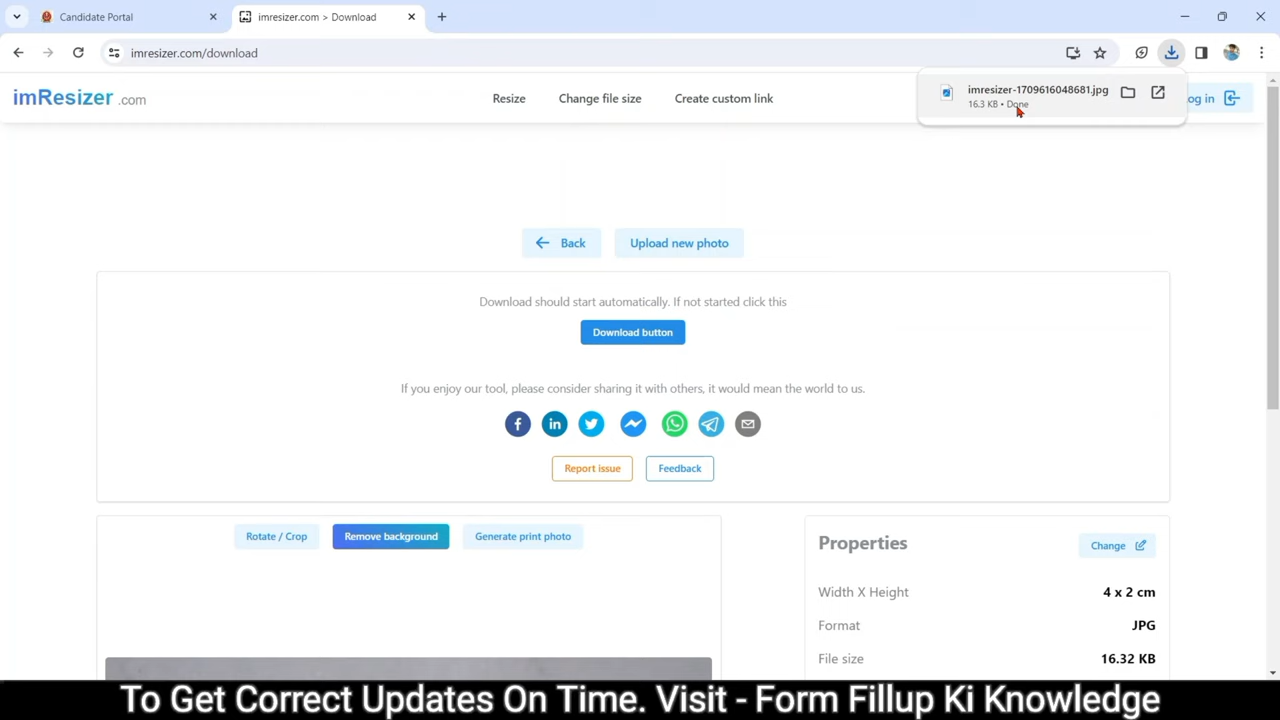 Candidate Portal
imresizer.com > Download
imresizer.com/download
imResizer .com
Resize
Change file size
Create custom link
og in
imresizer-1709616048681.jpg
16.3 KB • Done
Back
Upload new photo
Download should start automatically. If not started click this
Download button
If you enjoy our tool, please consider sharing it with others, it would mean the world to us.
Report issue
Feedback
Rotate / Crop
Remove background
Generate print photo
Properties
Change
Width X Height
4 x 2 cm
Format
JPG
File size
16.32 KB
To Get Correct Updates On Time. Visit - Form Fillup Ki Knowledge